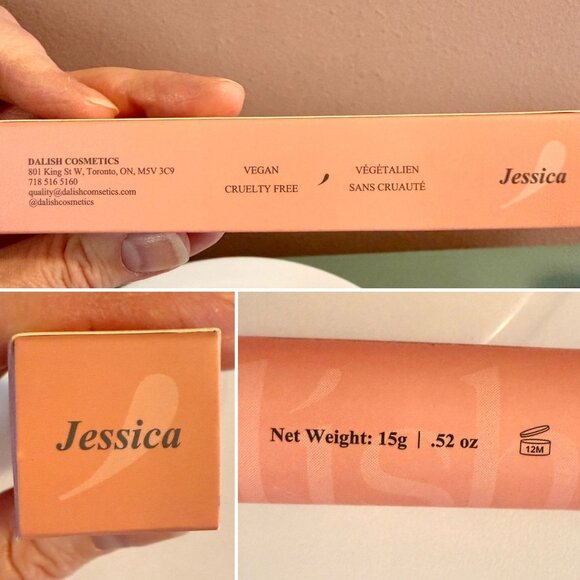 DALISH COSMETICS
801 King St W, Toronto, ON, M5V 3C9
718 516 5160
quality@dalishcomsetics.com
@dalishcosmetics
VEGAN
CRUELTY FREE
VÉGÉTALIEN
SANS CRUAUTÉ
Jessica
Jessica
Net Weight: 15g | .52 oz
12M